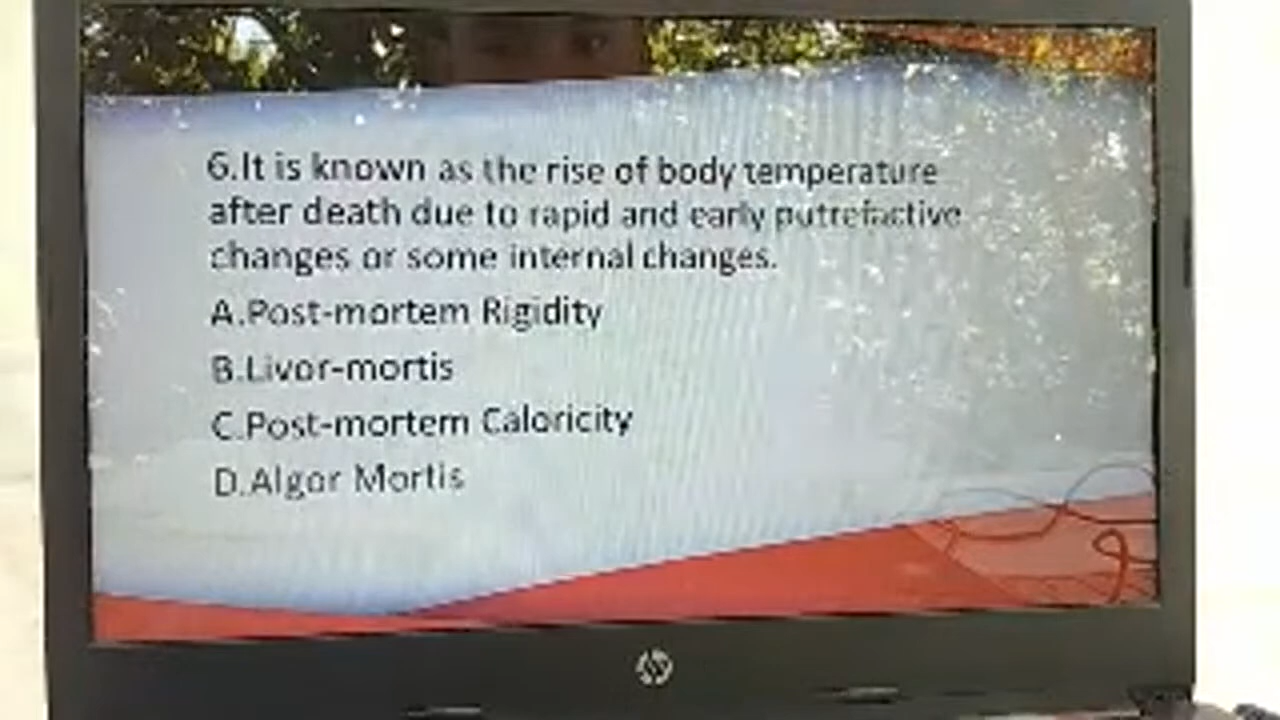 6.It is known as the rise of body temperature
after death due to rapid and early putrefactive
changes or some internal changes.
A.Post-mortem Rigidity
B.Livor-mortis
C.Post-mortem Caloricity
D.Algor Mortis
hp